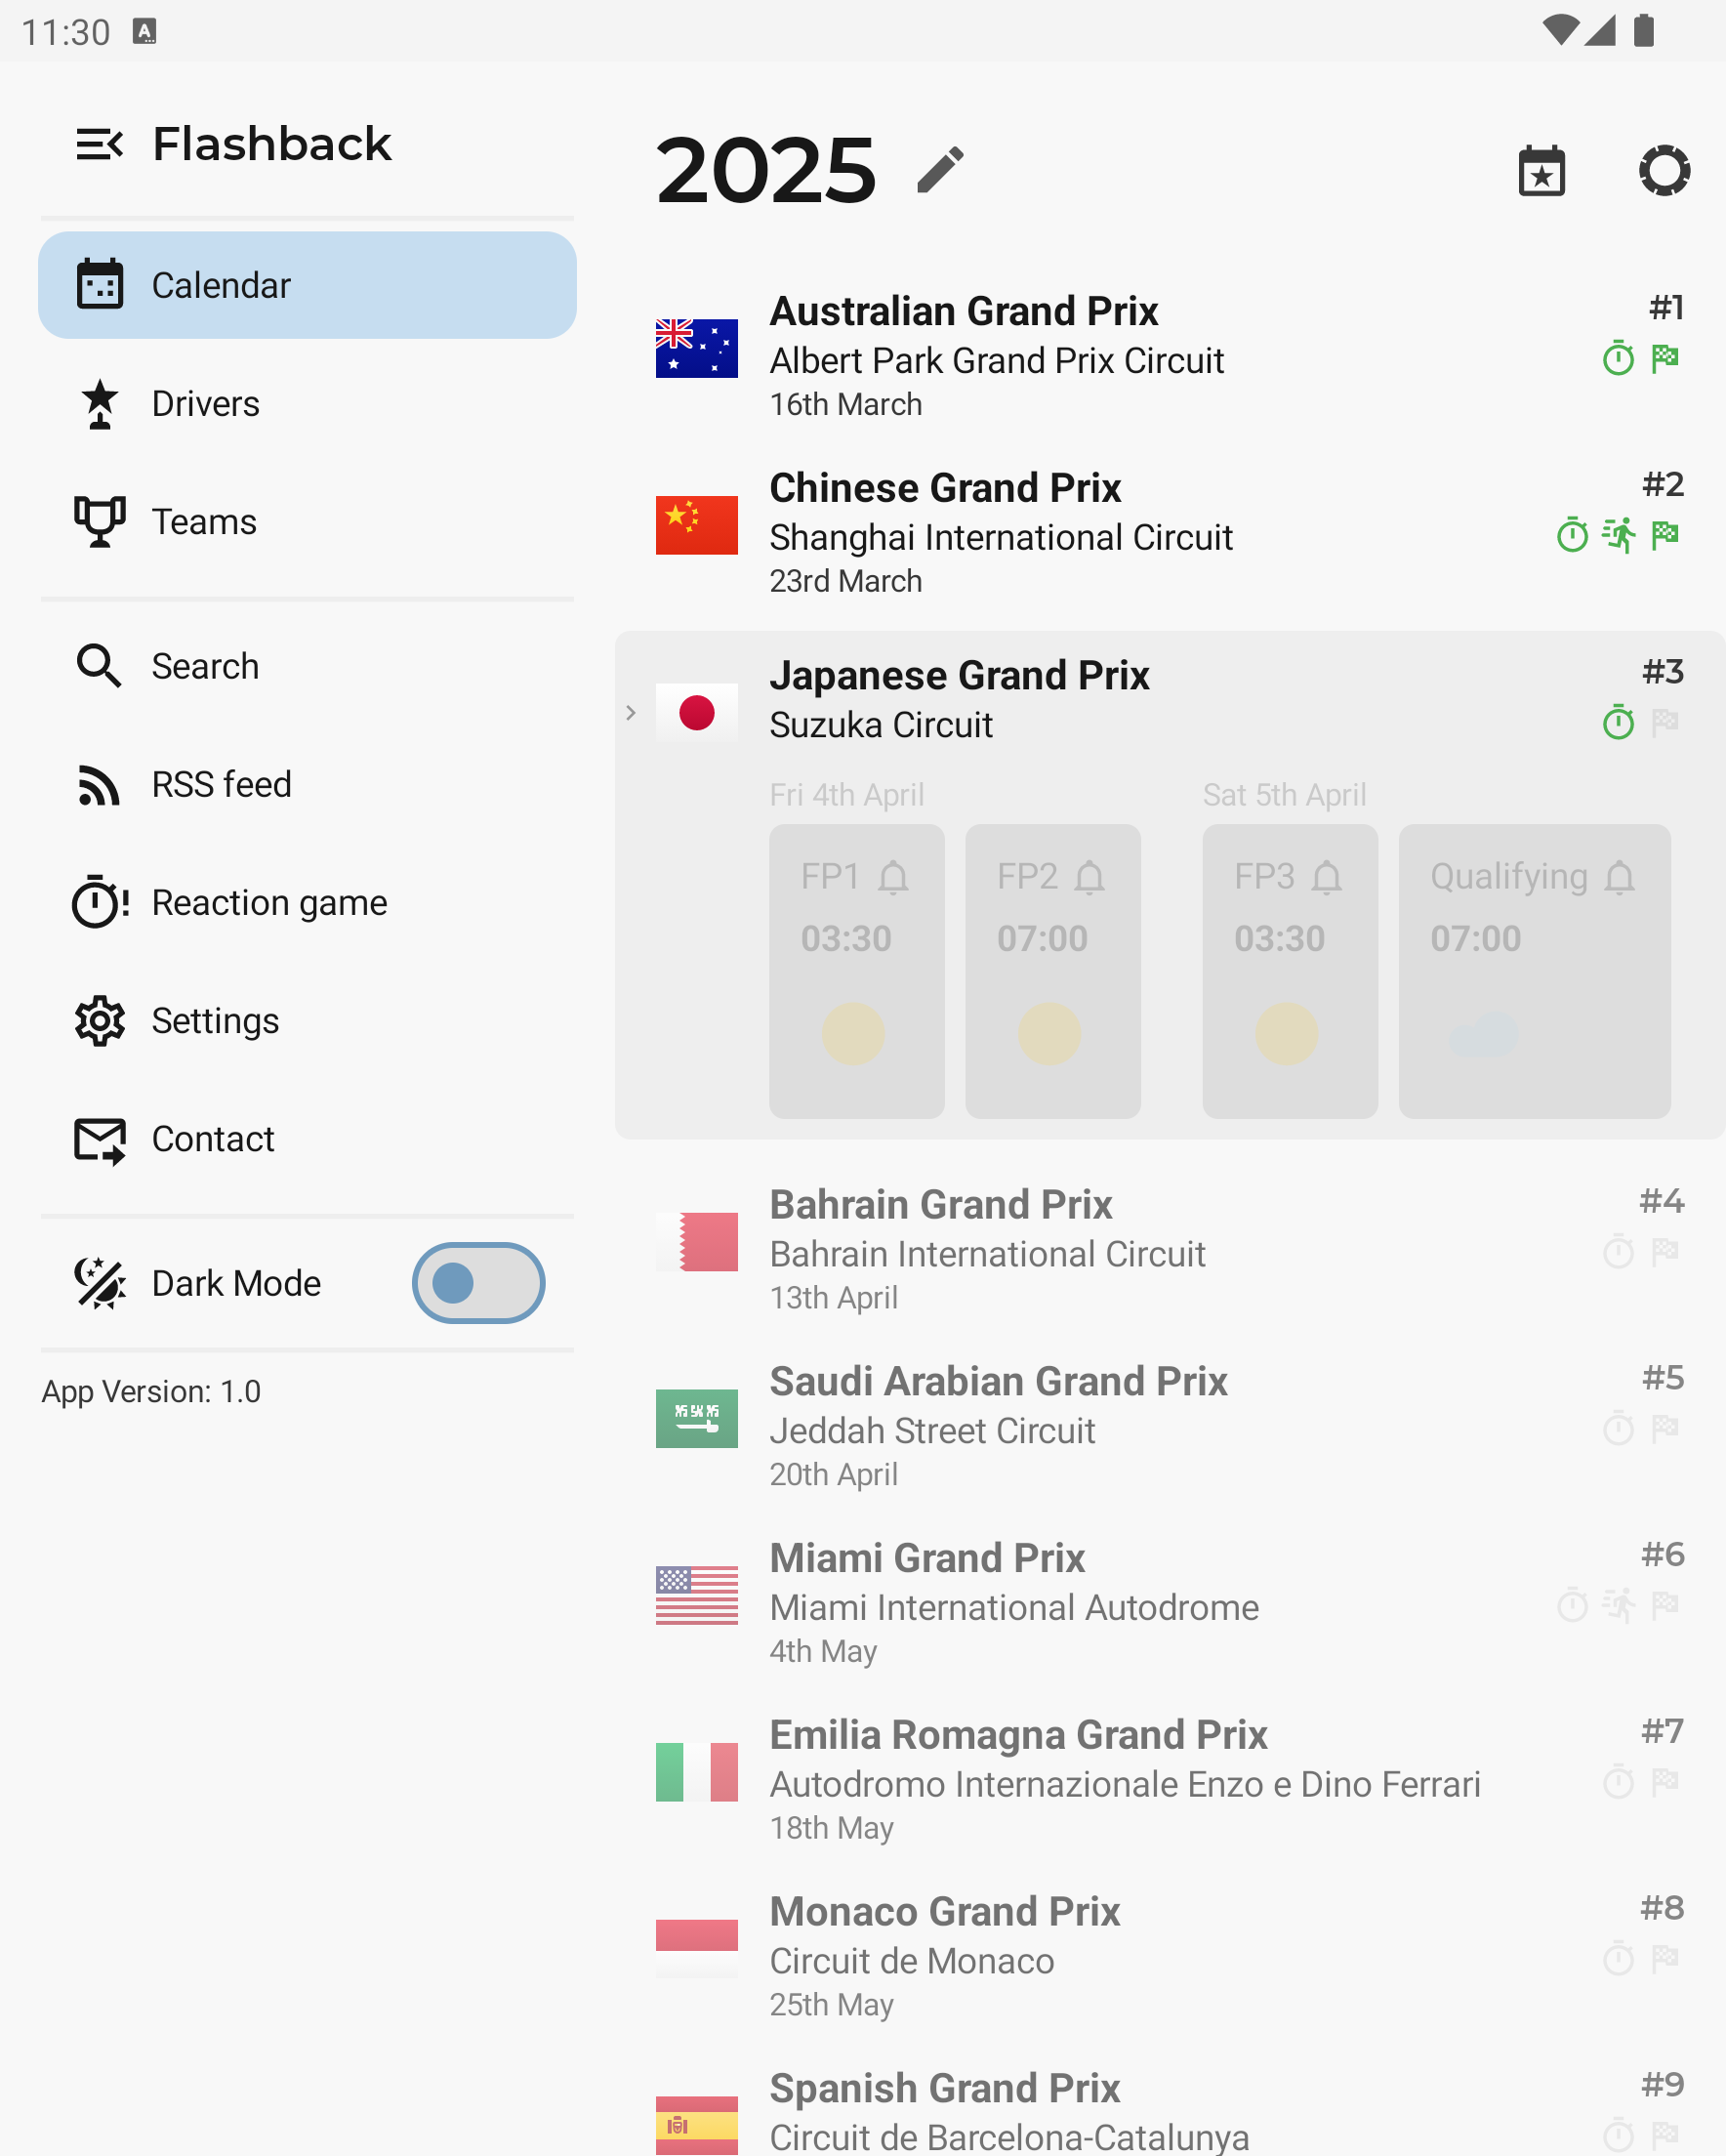 11:30
Flashback
Calendar
Drivers
Teams
Search
RSS feed
Reaction game
Settings
Contact
Dark Mode
App Version: 1.0
2025
Australian Grand Prix
#1
Albert Park Grand Prix Circuit
16th March
Chinese Grand Prix
#2
Shanghai International Circuit
23rd March
Japanese Grand Prix
#3
Suzuka Circuit
Fri 4th April
Sat 5th April
FP1
FP2
FP3
Qualifying
03:30
07:00
03:30
07:00
Bahrain Grand Prix
#4
Bahrain International Circuit
13th April
Saudi Arabian Grand Prix
#5
Jeddah Street Circuit
20th April
Miami Grand Prix
#6
Miami International Autodrome
4th May
Emilia Romagna Grand Prix
#7
Autodromo Internazionale Enzo e Dino Ferrari
18th May
Monaco Grand Prix
#8
Circuit de Monaco
25th May
Spanish Grand Prix
#9
Circuit de Barcelona-Catalunya